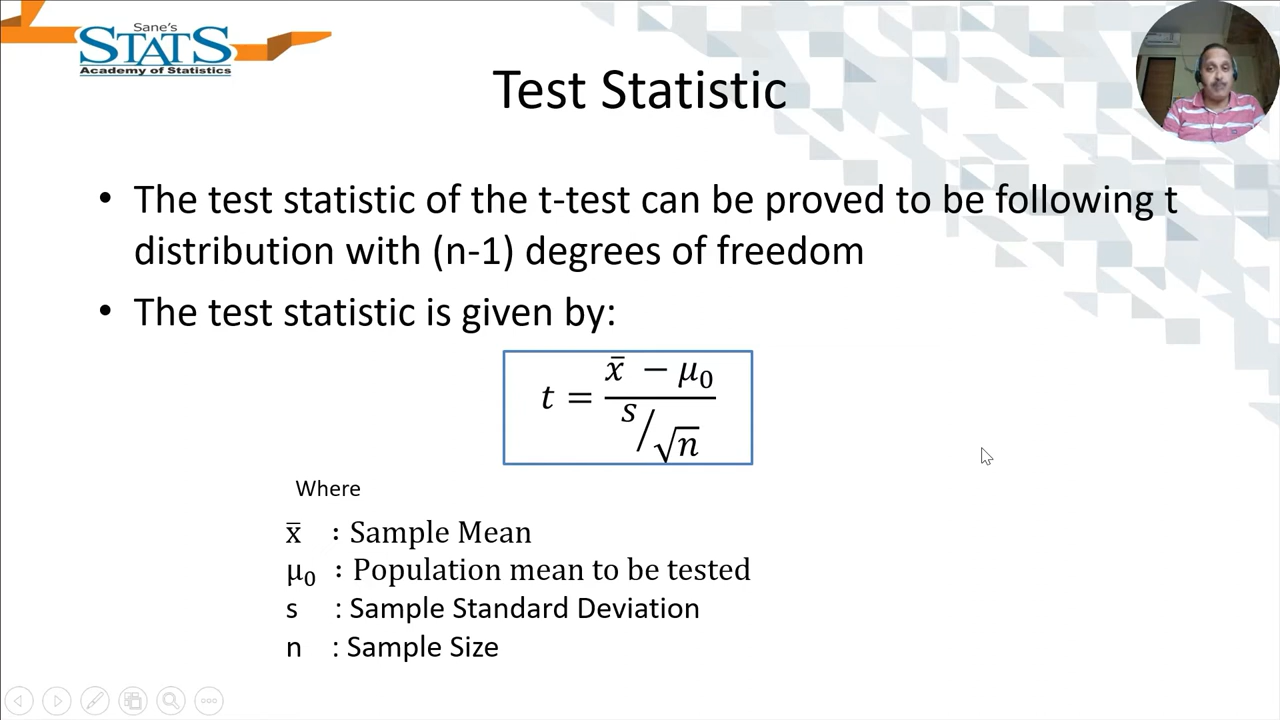 Sane's
STATS
Academy of Statistics
Test Statistic
• The test statistic of the t-test can be proved to be following t
distribution with (n-1) degrees of freedom
• The test statistic is given by:
t = (x̄ − μ₀) / (s/√n)
Where
x̄ : Sample Mean
μ₀ : Population mean to be tested
s : Sample Standard Deviation
n : Sample Size